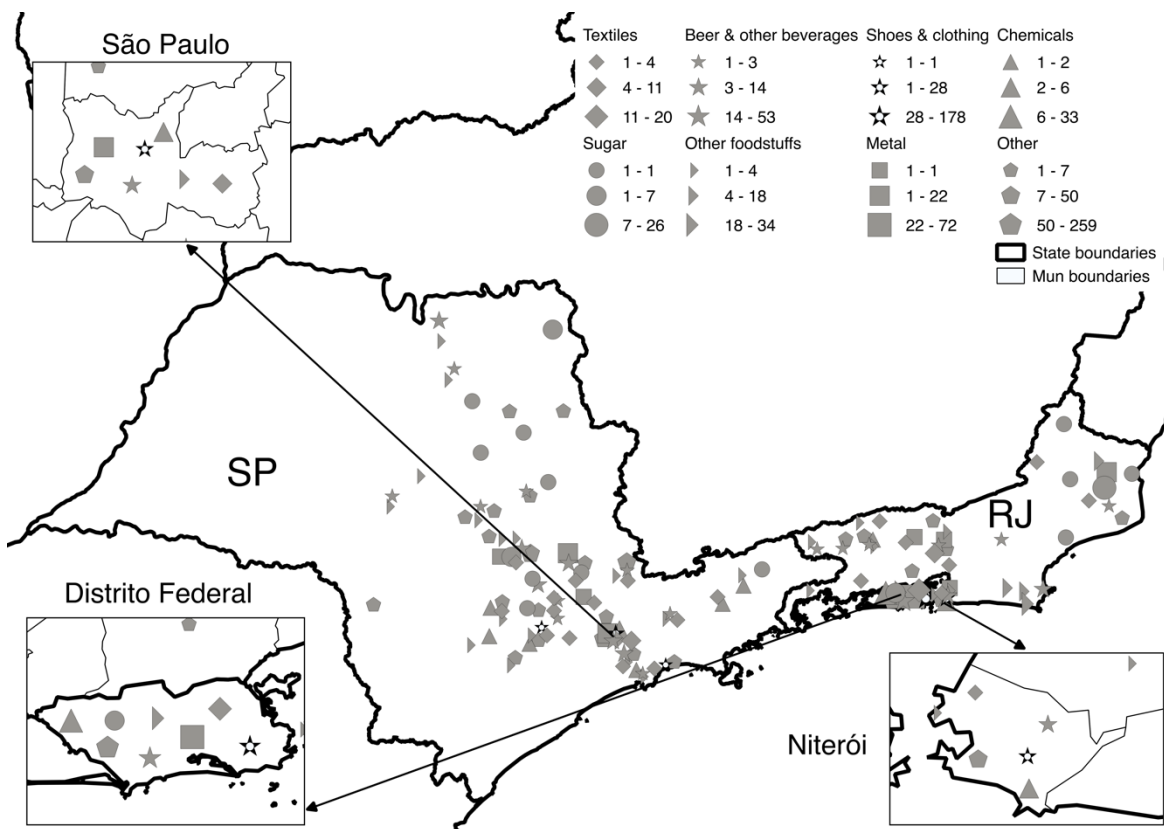 São Paulo
Textiles Beer & other beverages Shoes & clothing Chemicals
1 - 4 1 - 3 1 - 1 1 - 2
4 - 11 3 - 14 1 - 28 2 - 6
11 - 20 14 - 53 28 - 178 6 - 33
Sugar Other foodstuffs Metal Other
1 - 1 1 - 4 1 - 1 1 - 7
1 - 7 4 - 18 1 - 22 7 - 50
7 - 26 18 - 34 22 - 72 50 - 259
State boundaries
Mun boundaries
SP
RJ
Distrito Federal
Niterói